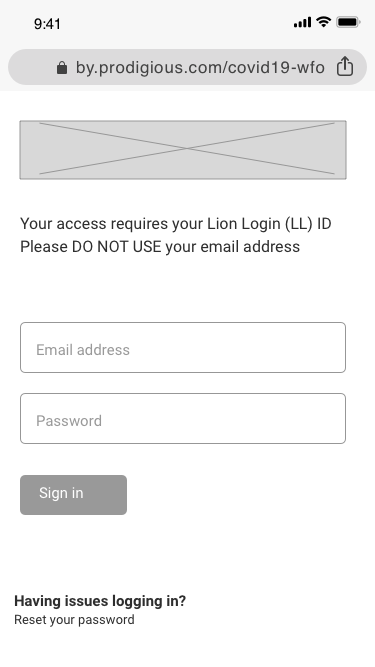 9:41
by.prodigious.com/covid19-wfo
Your access requires your Lion Login (LL) ID
Please DO NOT USE your email address
Email address
Password
Sign in
Having issues logging in?
Reset your password